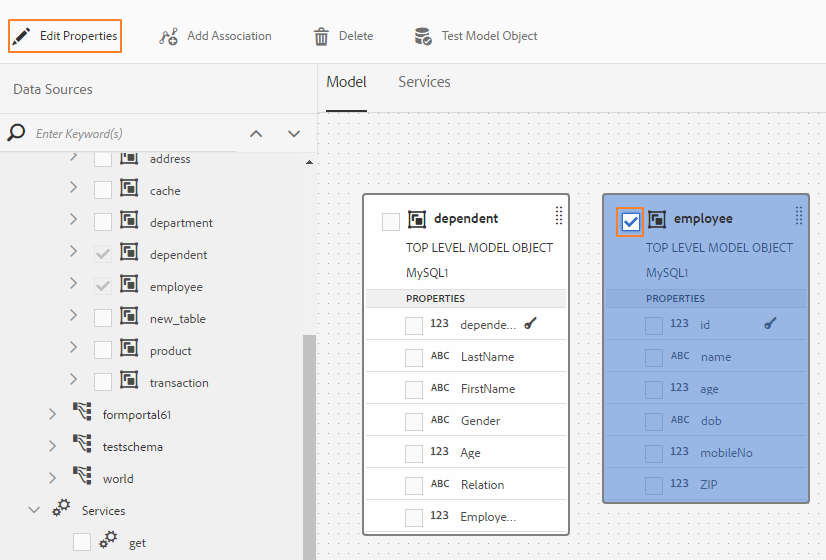 Edit Properties
Add Association
Delete
Test Model Object
Data Sources
Enter Keyword(s)
address
cache
department
dependent
employee
new_table
product
transaction
formportal61
testschema
world
Services
get
Model
Services
dependent
TOP LEVEL MODEL OBJECT
MySQL1
PROPERTIES
123 depende...
ABC LastName
ABC FirstName
ABC Gender
123 Age
ABC Relation
123 Employe...
employee
TOP LEVEL MODEL OBJECT
MySQL1
PROPERTIES
123 id
ABC name
123 age
ABC dob
123 mobileNo
123 ZIP